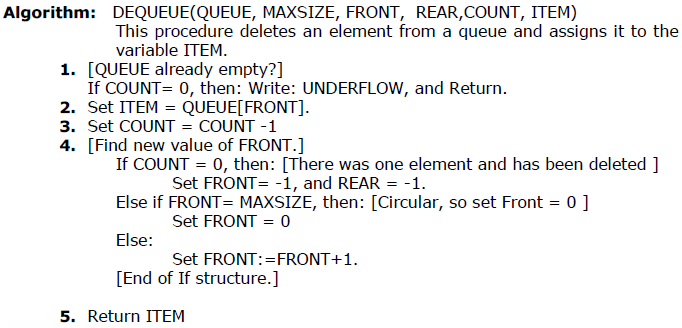 Algorithm: DEQUEUE(QUEUE, MAXSIZE, FRONT, REAR,COUNT, ITEM)
This procedure deletes an element from a queue and assigns it to the
variable ITEM.
1. [QUEUE already empty?]
If COUNT= 0, then: Write: UNDERFLOW, and Return.
2. Set ITEM = QUEUE[FRONT].
3. Set COUNT = COUNT -1
4. [Find new value of FRONT.]
If COUNT = 0, then: [There was one element and has been deleted ]
Set FRONT= -1, and REAR = -1.
Else if FRONT= MAXSIZE, then: [Circular, so set Front = 0 ]
Set FRONT = 0
Else:
Set FRONT:=FRONT+1.
[End of If structure.]
5. Return ITEM